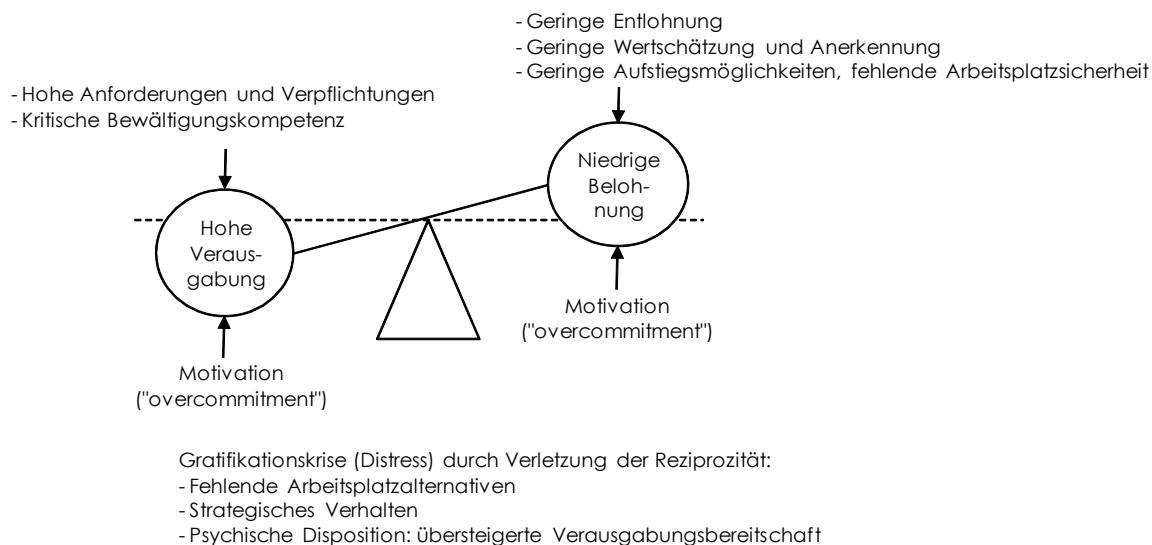 - Geringe Entlohnung
- Geringe Wertschätzung und Anerkennung
- Geringe Aufstiegsmöglichkeiten, fehlende Arbeitsplatzsicherheit
- Hohe Anforderungen und Verpflichtungen
- Kritische Bewältigungskompetenz
Niedrige
Beloh-
nung
Hohe
Veraus-
gabung
Motivation
("overcommitment")
Motivation
("overcommitment")
Gratifikationskrise (Distress) durch Verletzung der Reziprozität:
- Fehlende Arbeitsplatzalternativen
- Strategisches Verhalten
- Psychische Disposition: übersteigerte Verausgabungsbereitschaft